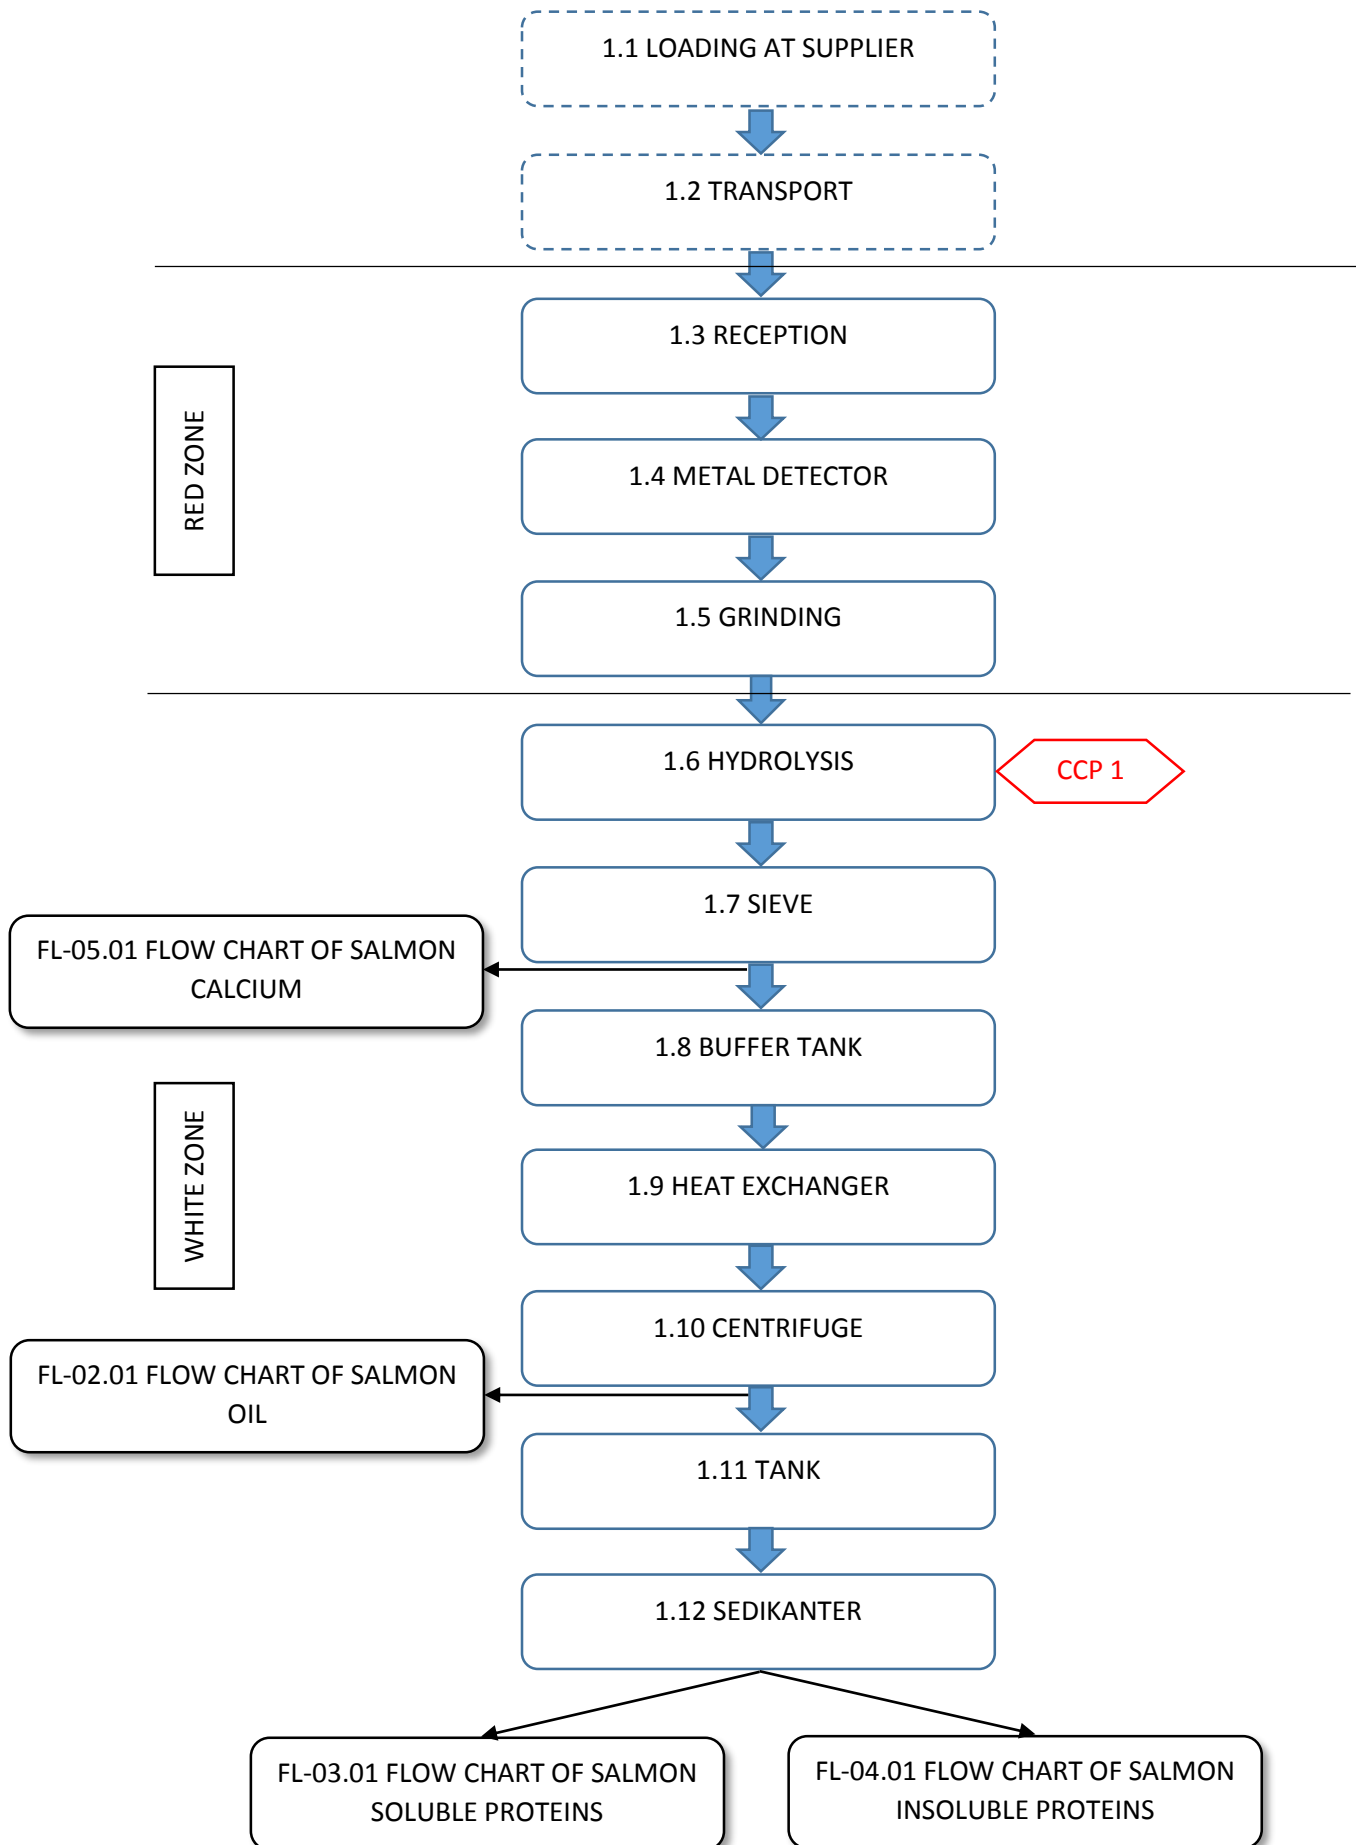 1.1 LOADING AT SUPPLIER
1.2 TRANSPORT
1.3 RECEPTION
RED ZONE
1.4 METAL DETECTOR
1.5 GRINDING
1.6 HYDROLYSIS
CCP 1
1.7 SIEVE
FL-05.01 FLOW CHART OF SALMON
CALCIUM
1.8 BUFFER TANK
WHITE ZONE
1.9 HEAT EXCHANGER
1.10 CENTRIFUGE
FL-02.01 FLOW CHART OF SALMON
OIL
1.11 TANK
1.12 SEDIKANTER
FL-03.01 FLOW CHART OF SALMON
SOLUBLE PROTEINS
FL-04.01 FLOW CHART OF SALMON
INSOLUBLE PROTEINS